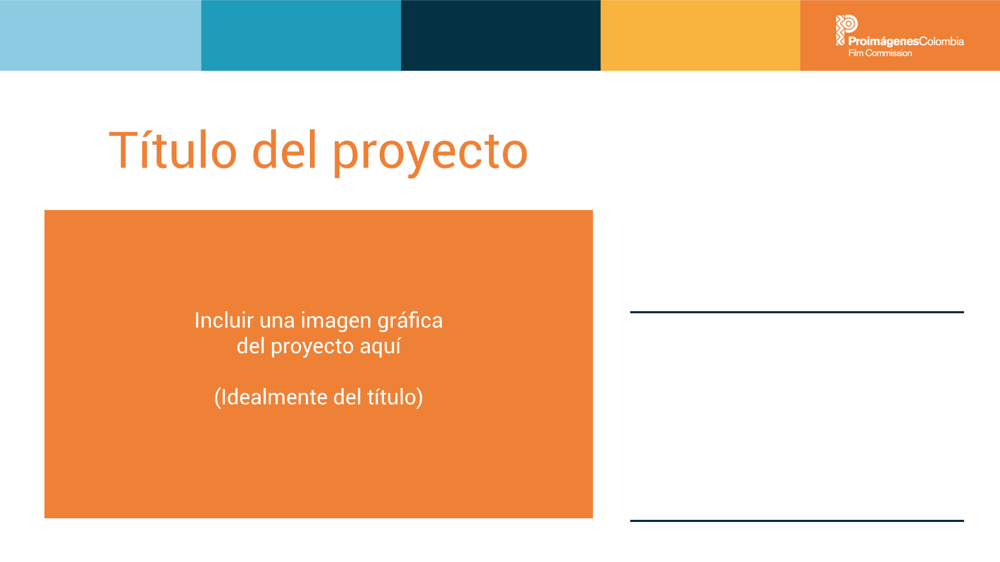 ProimágenesColombia
Film Commission
Título del proyecto
Incluir una imagen gráfica
del proyecto aquí
(Idealmente del título)